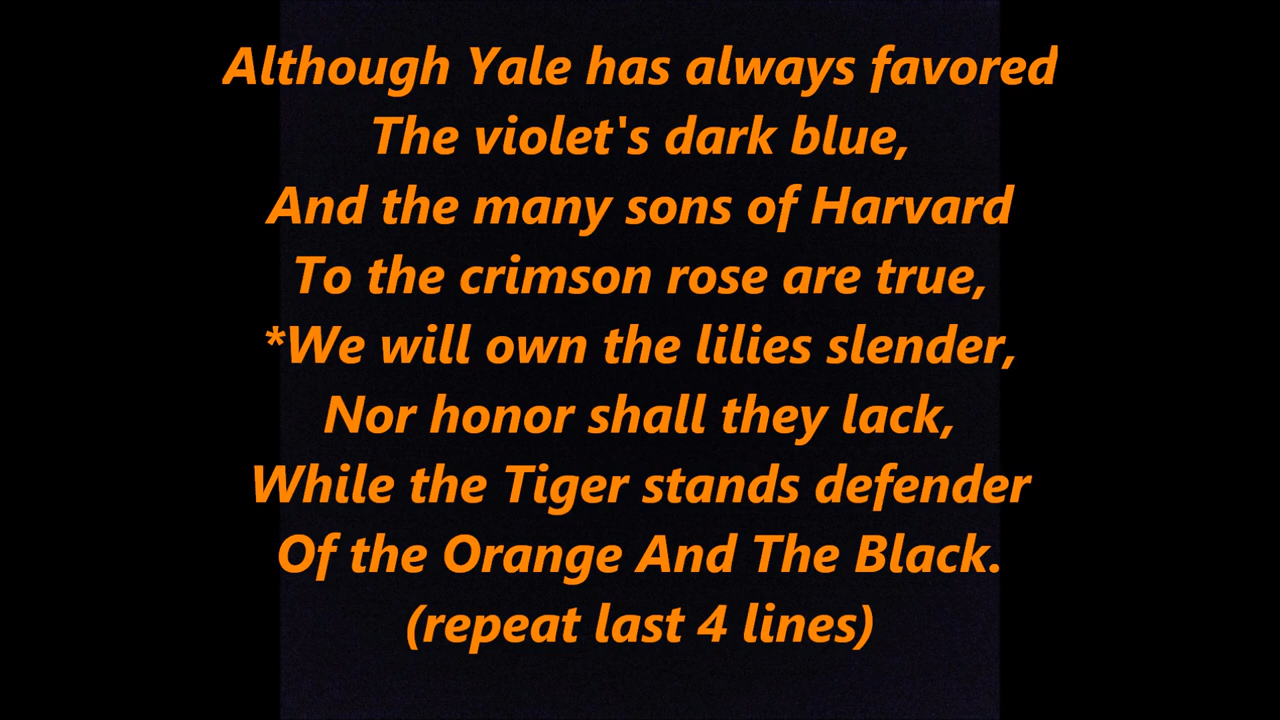 Although Yale has always favored
The violet's dark blue,
And the many sons of Harvard
To the crimson rose are true,
*We will own the lilies slender,
Nor honor shall they lack,
While the Tiger stands defender
Of the Orange And The Black.
(repeat last 4 lines)